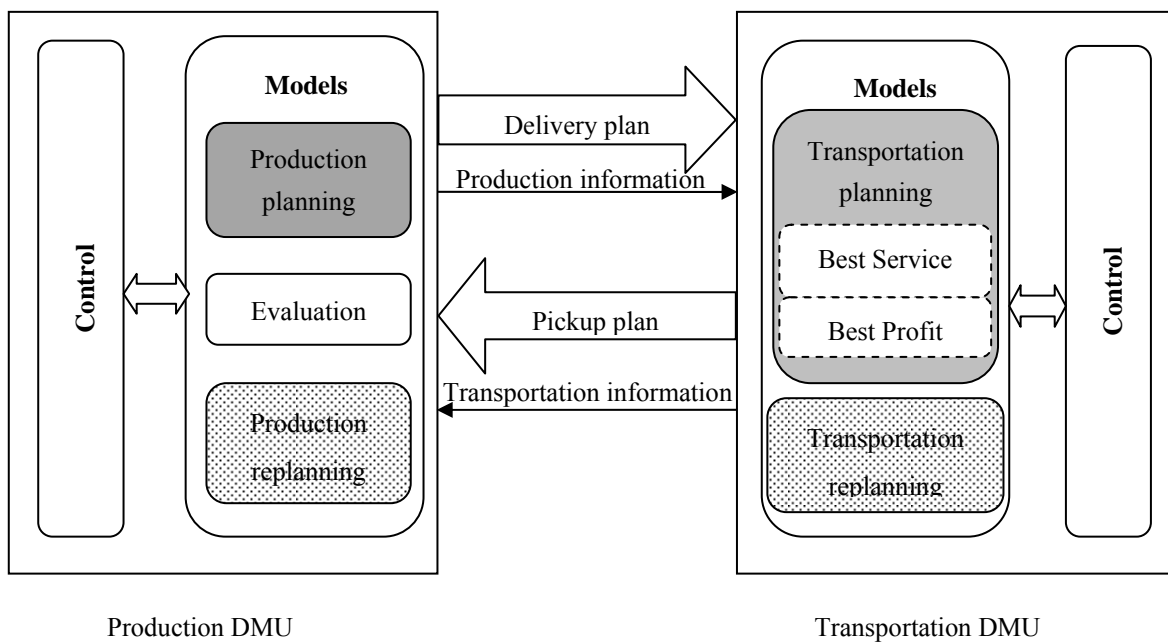 Control
Models
Production
planning
Evaluation
Production
replanning
Delivery plan
Production information
Pickup plan
Transportation information
Models
Transportation
planning
Best Service
Best Profit
Transportation
replanning
Control
Production DMU
Transportation DMU